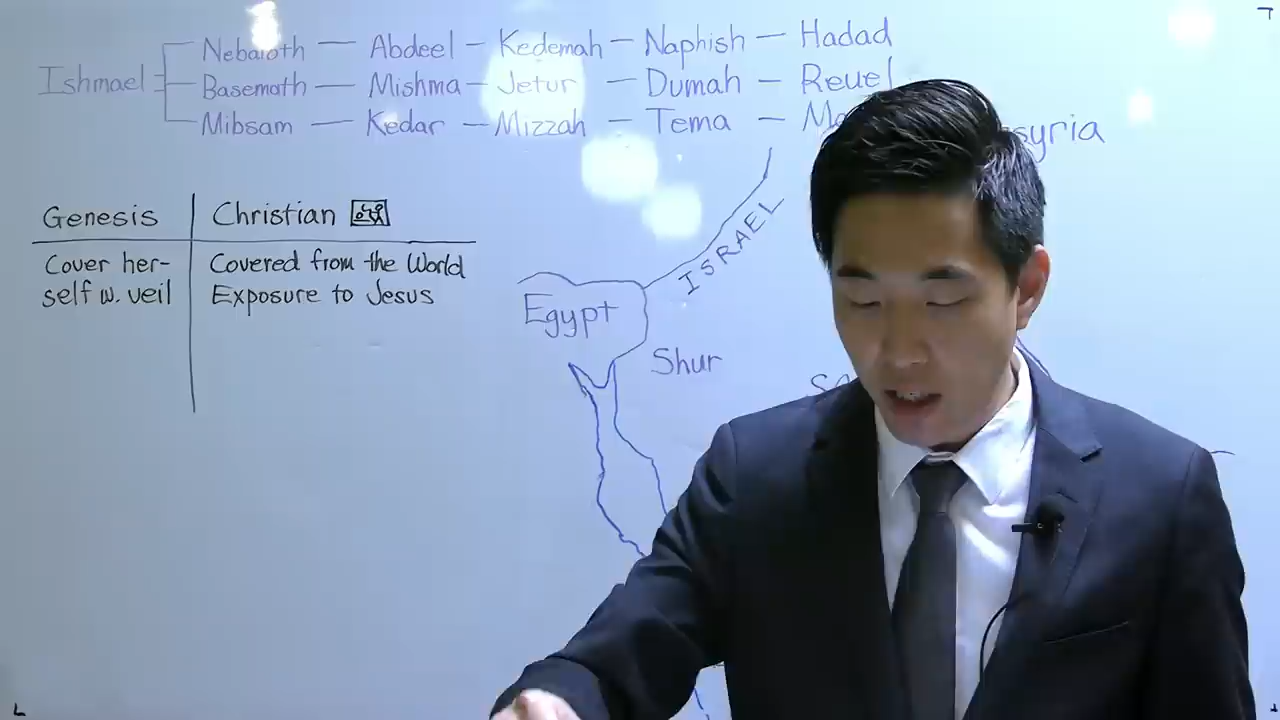 Nebaioth — Abdeel — Kedemah — Naphish — Hadad
Ishmael Basemath — Mishma — Jetur — Dumah — Reuel
Mibsam — Kedar — Mizzah — Tema —
Genesis Christian
Cover her- Covered from the World
self w. veil Exposure to Jesus
ISRAEL
Egypt
Shur